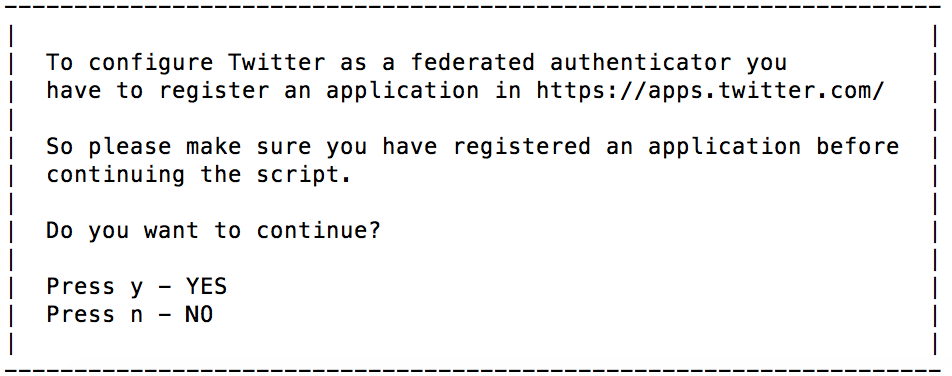 To configure Twitter as a federated authenticator you
have to register an application in https://apps.twitter.com/
So please make sure you have registered an application before
continuing the script.
Do you want to continue?
Press y – YES
Press n – NO